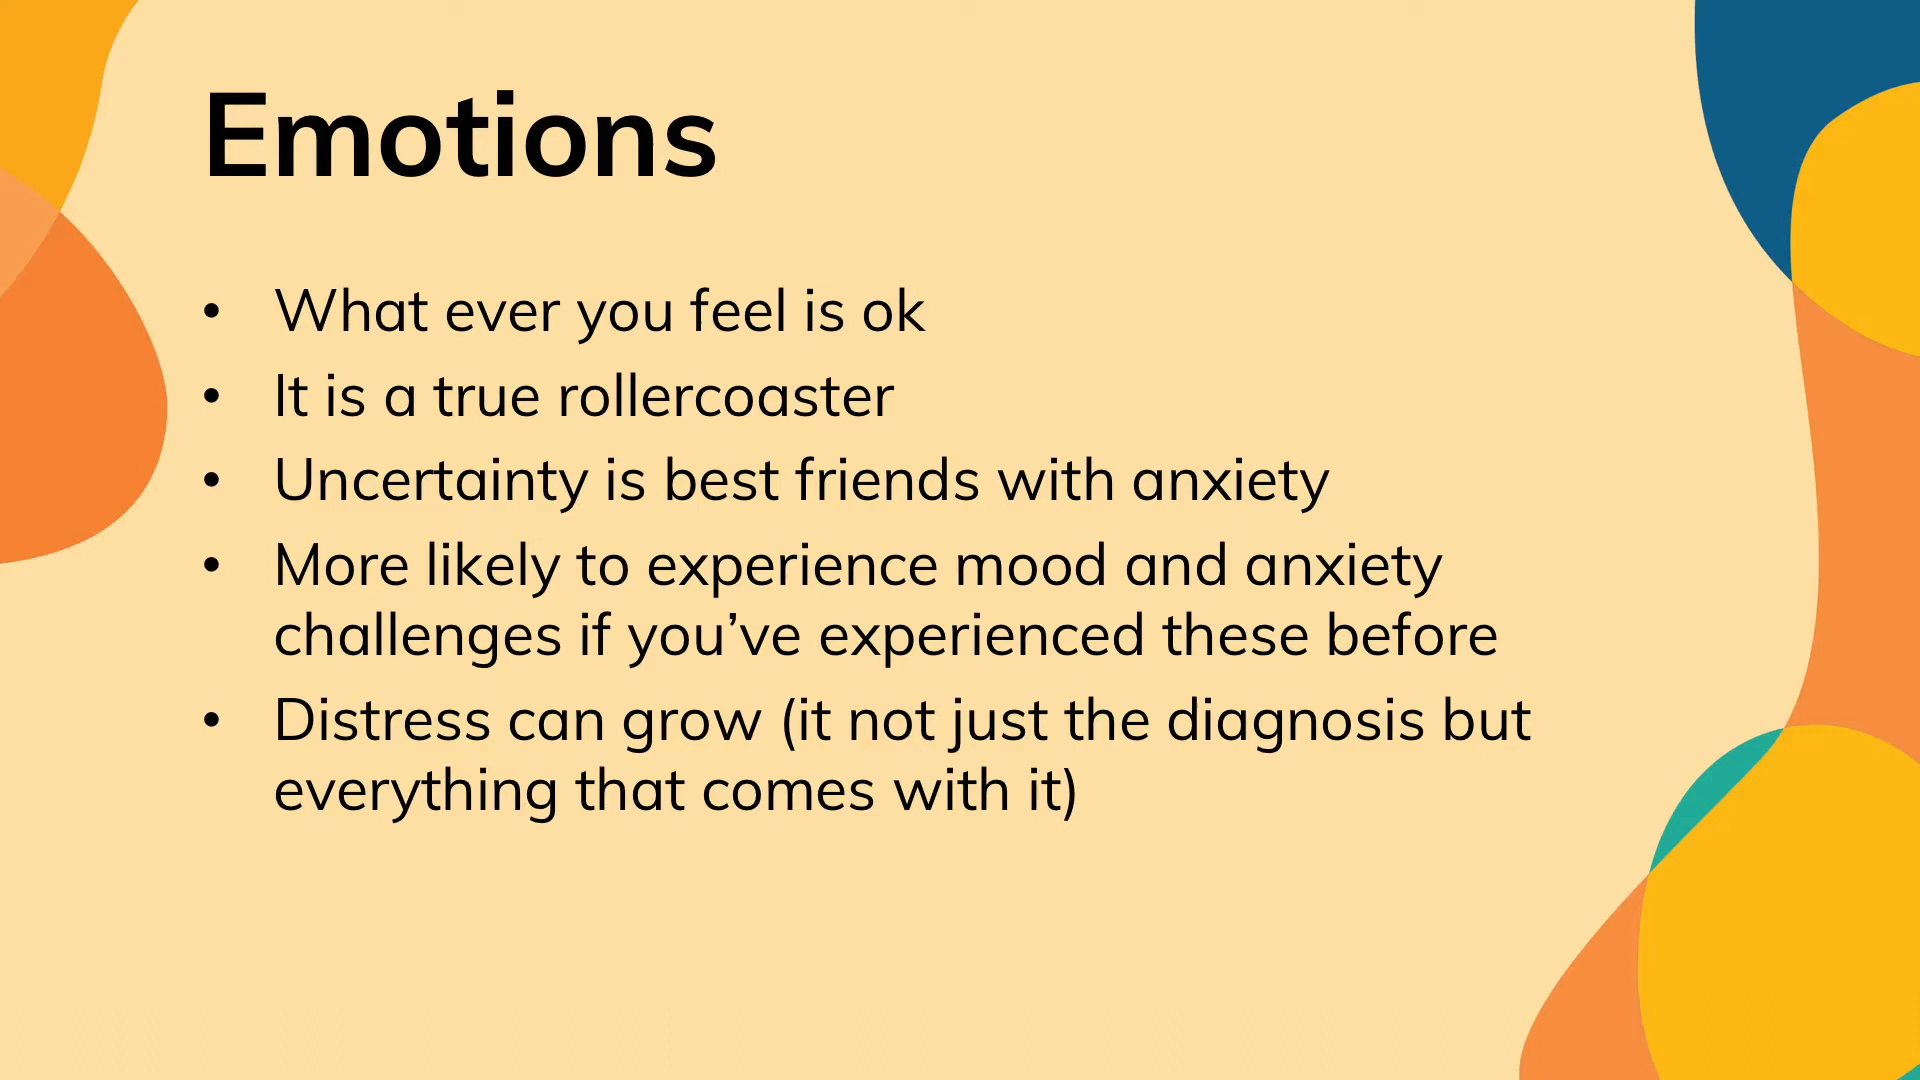 Emotions
• What ever you feel is ok
• It is a true rollercoaster
• Uncertainty is best friends with anxiety
• More likely to experience mood and anxiety
challenges if you’ve experienced these before
• Distress can grow (it not just the diagnosis but
everything that comes with it)